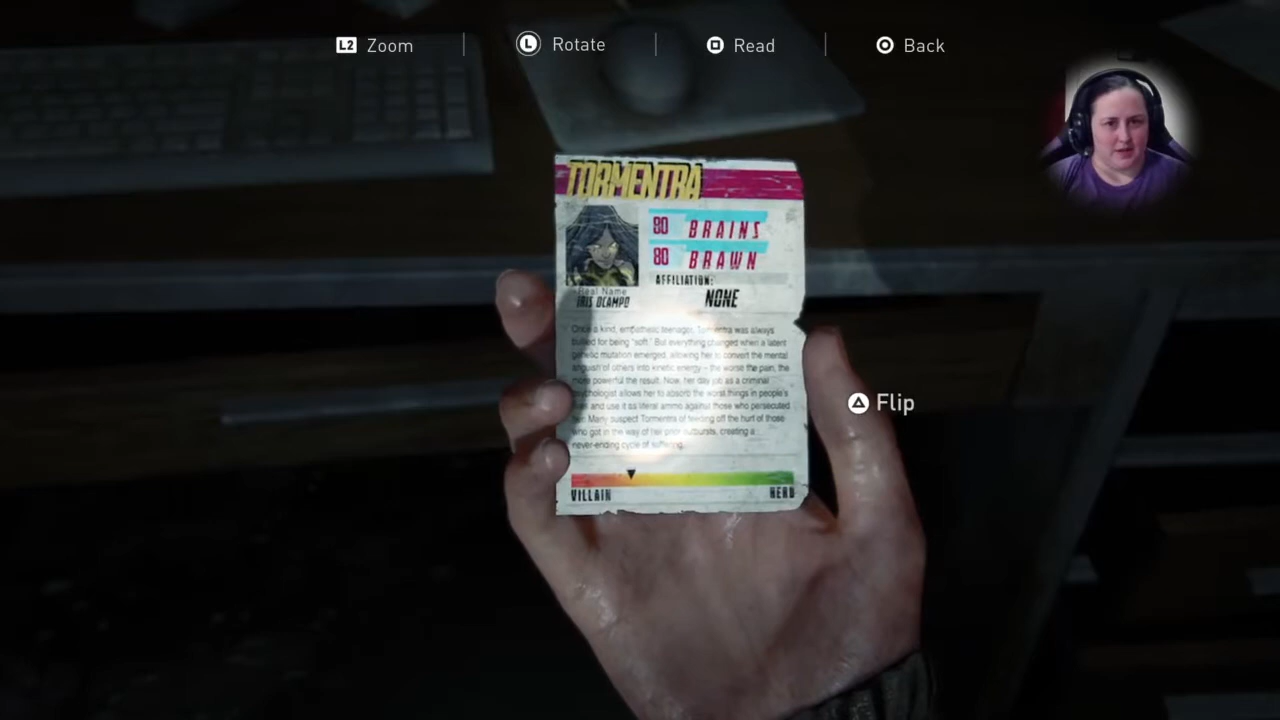 L2 Zoom
L Rotate
Read
Back
TORMENTRA
80 BRAINS
80 BRAWN
AFFILIATION:
NONE
Real Name
IRIS OCAMPO
Once a kind, empathetic teenager, Tormentra was always
bullied for being "soft." But everything changed when a latent
genetic mutation emerged, allowing her to convert the mental
anguish of others into kinetic energy – the worse the pain, the
more powerful the result. Now, her day job as a criminal
psychologist allows her to absorb the worst things in people's
lives and use it as literal ammo against those who persecuted
her. Many suspect Tormentra of feeding off the hurt of those
who got in the way of her prior outbursts, creating a
never-ending cycle of suffering.
Flip
VILLAIN
HERO